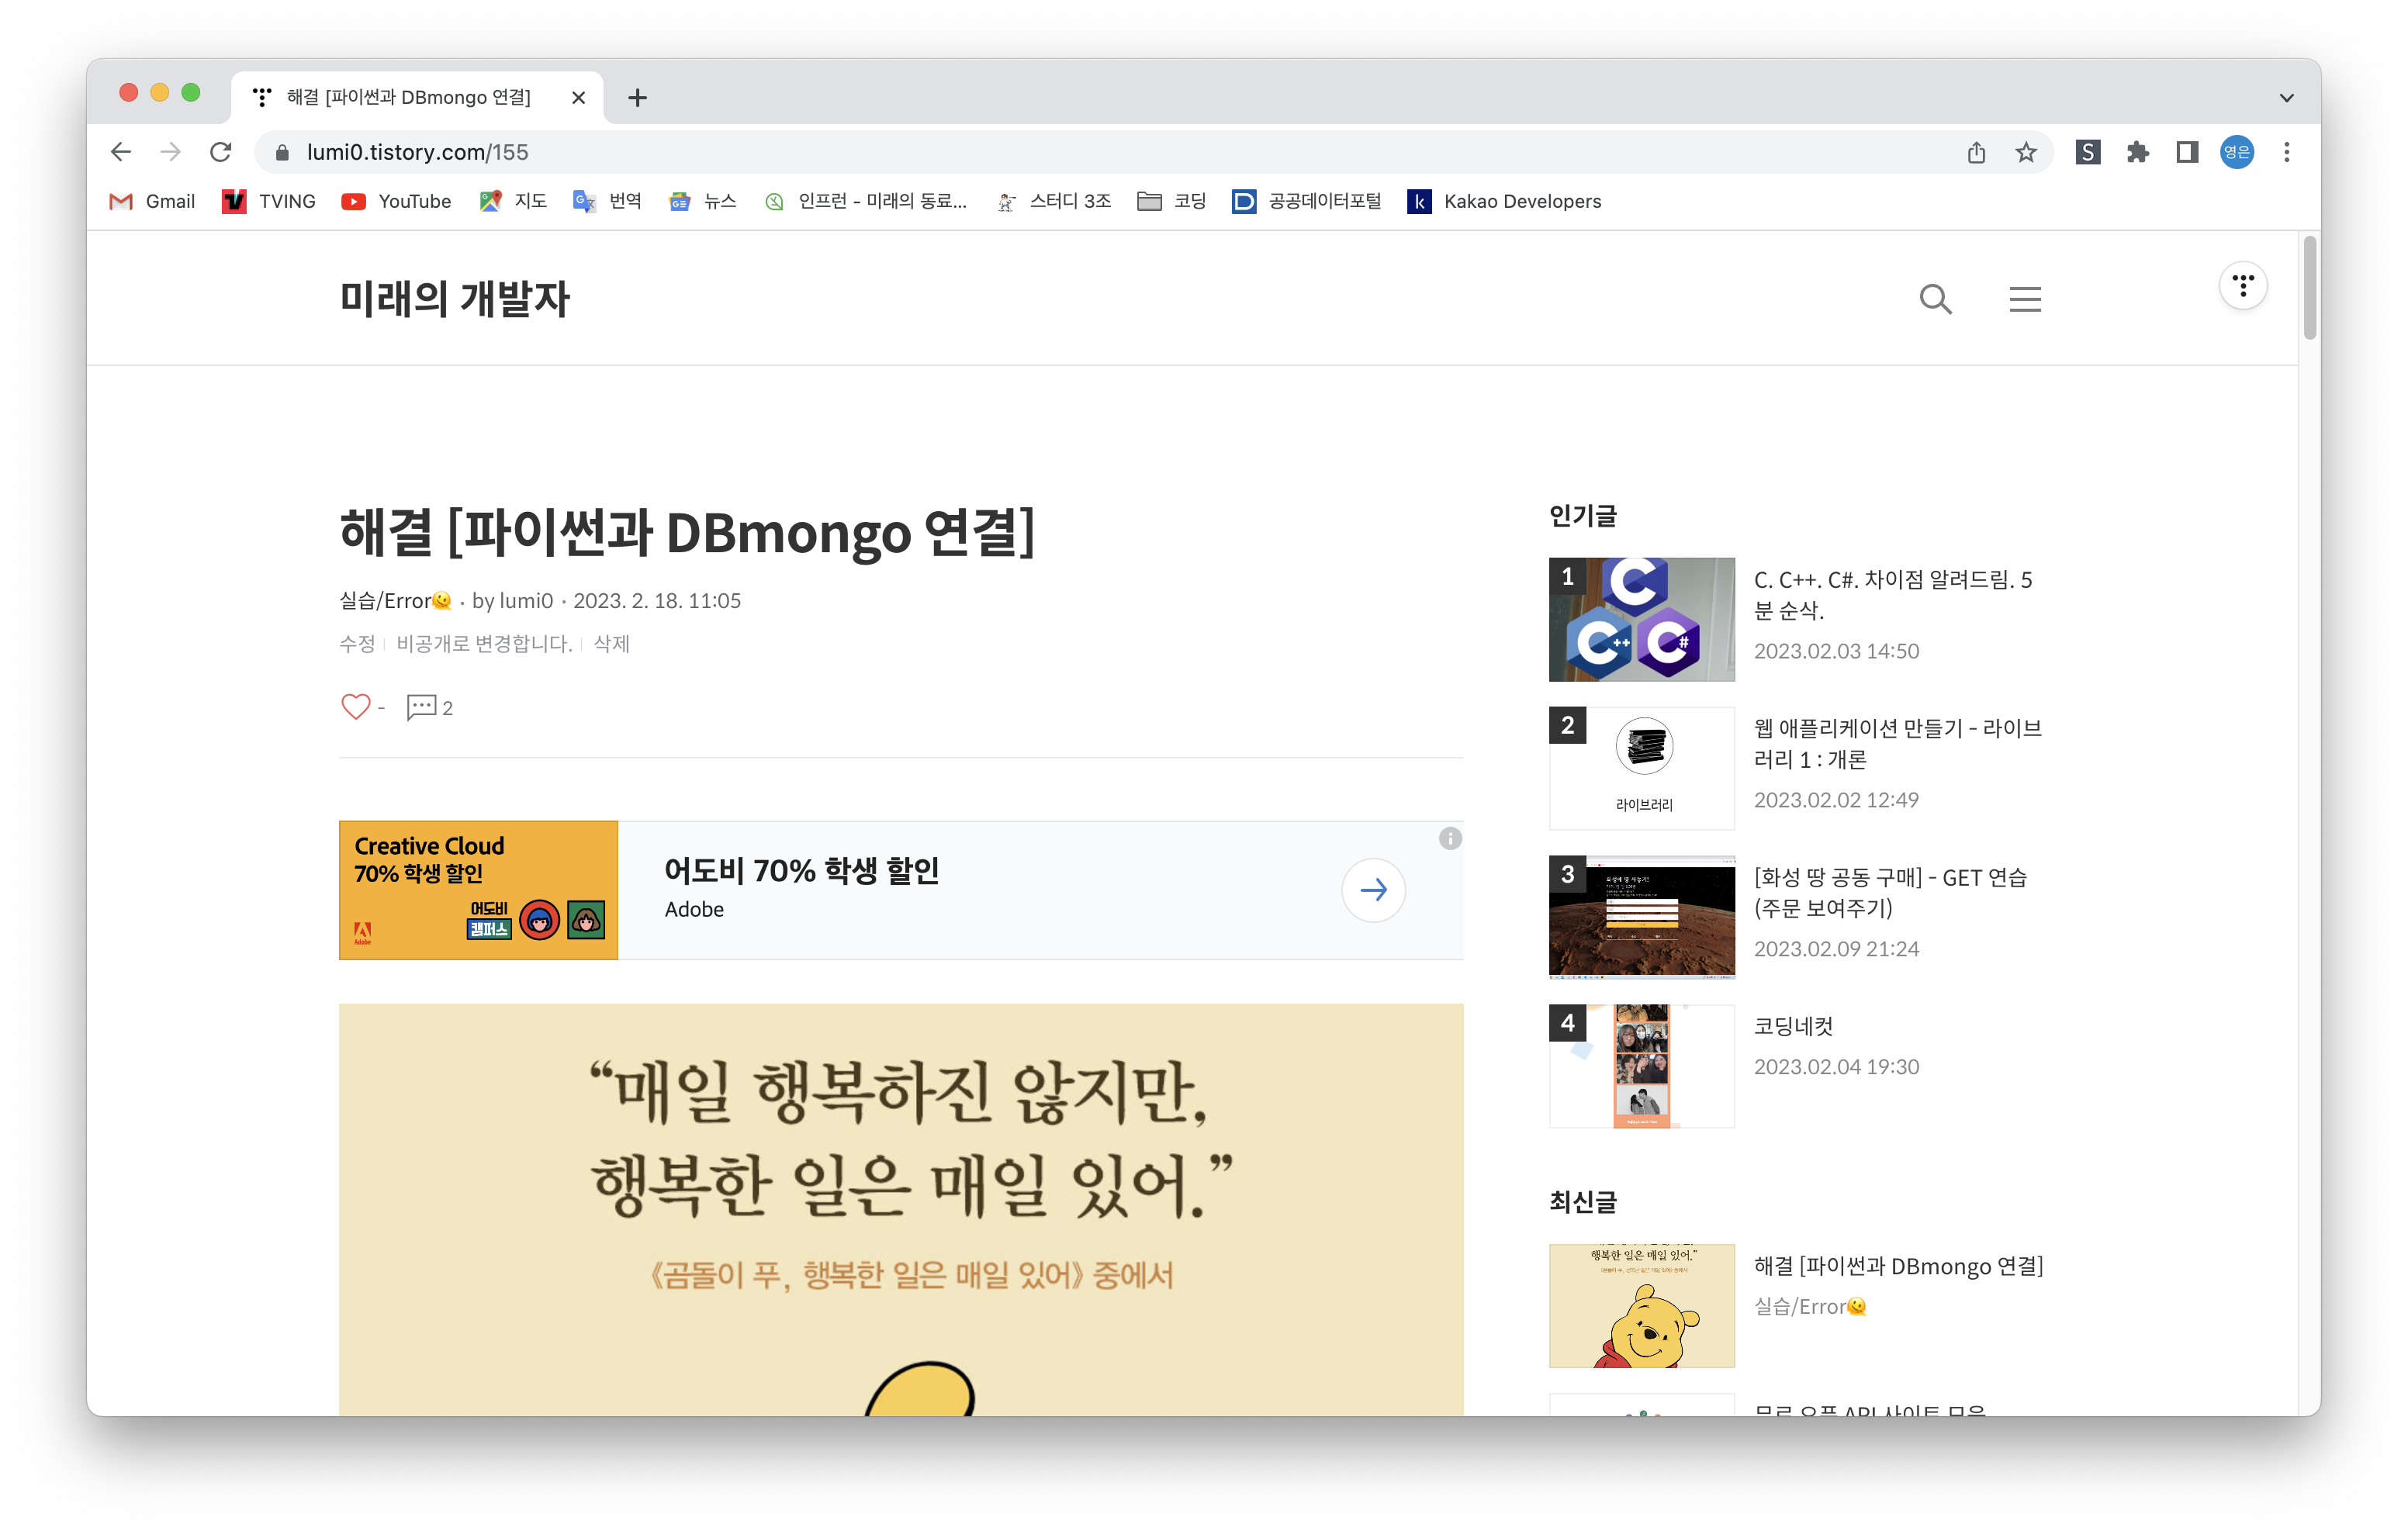 해결 [파이썬과 DBmongo 연결]
lumi0.tistory.com/155
S
영은
Gmail
TVING
YouTube
지도
번역
뉴스
인프런 - 미래의 동료...
스터디 3조
코딩
공공데이터포털
k
Kakao Developers
미래의 개발자
해결 [파이썬과 DBmongo 연결]
실습/Error🫠 · by lumi0 · 2023. 2. 18. 11:05
수정 | 비공개로 변경합니다. | 삭제
- 2
Creative Cloud
70% 학생 할인
어도비
캠퍼스
Adobe
어도비 70% 학생 할인
Adobe
“매일 행복하진 않지만,
행복한 일은 매일 있어.”
《곰돌이 푸, 행복한 일은 매일 있어》 중에서
인기글
1
C
C++
C#
C. C++. C#. 차이점 알려드림. 5
분 순삭.
2023.02.03 14:50
2
라이브러리
웹 애플리케이션 만들기 - 라이브
러리 1 : 개론
2023.02.02 12:49
3
[화성 땅 공동 구매] - GET 연습
(주문 보여주기)
2023.02.09 21:24
4
코딩네컷
2023.02.04 19:30
최신글
행복한 일은 매일 있어.”
해결 [파이썬과 DBmongo 연결]
실습/Error🫠
무료 오픈 API 사이트 모음